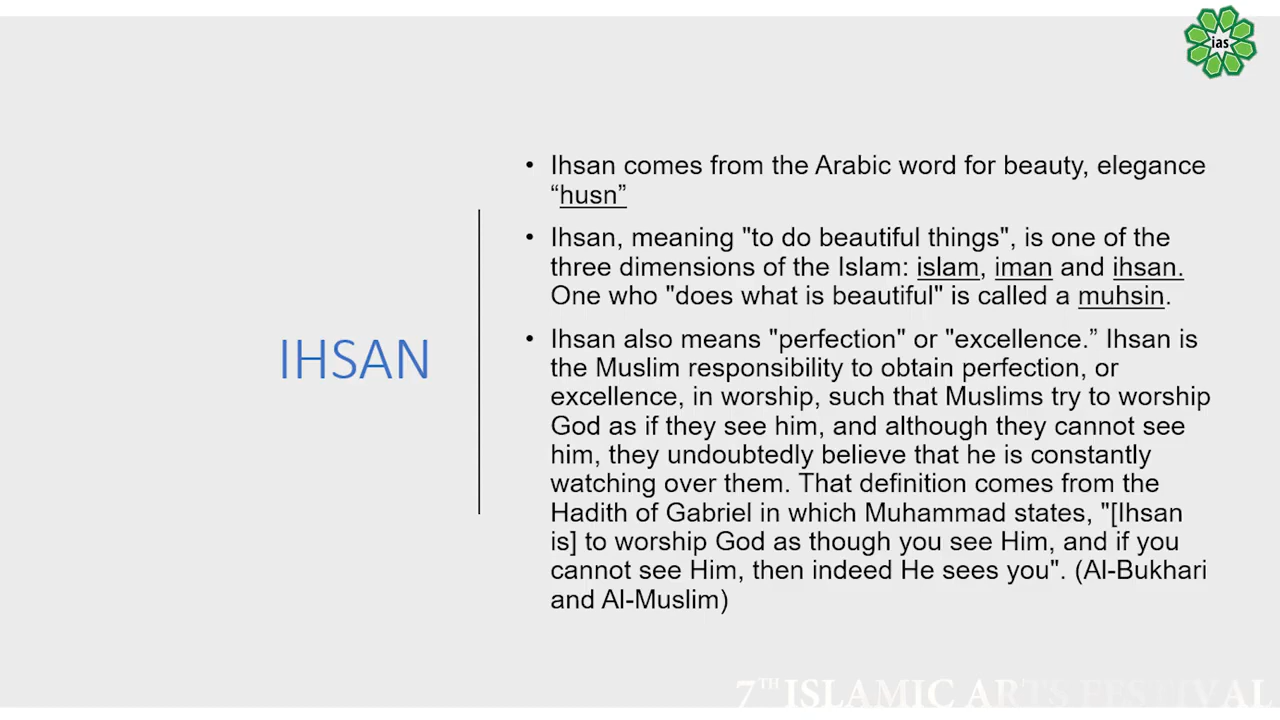 ias
• Ihsan comes from the Arabic word for beauty, elegance
“husn”
• Ihsan, meaning "to do beautiful things", is one of the
three dimensions of the Islam: islam, iman and ihsan.
One who "does what is beautiful" is called a muhsin.
IHSAN
• Ihsan also means "perfection" or "excellence.” Ihsan is
the Muslim responsibility to obtain perfection, or
excellence, in worship, such that Muslims try to worship
God as if they see him, and although they cannot see
him, they undoubtedly believe that he is constantly
watching over them. That definition comes from the
Hadith of Gabriel in which Muhammad states, "[Ihsan
is] to worship God as though you see Him, and if you
cannot see Him, then indeed He sees you". (Al-Bukhari
and Al-Muslim)
7TH ISLAMIC ARTS FESTIVAL